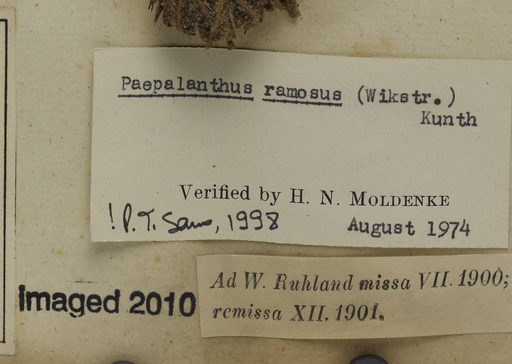 Paepalanthus ramosus (Wikstr.)
Kunth
Verified by H. N. MOLDENKE
! P. T. Sano, 1998
August 1974
imaged 2010
Ad W. Ruhland missa VII. 1900;
remissa XII. 1901.